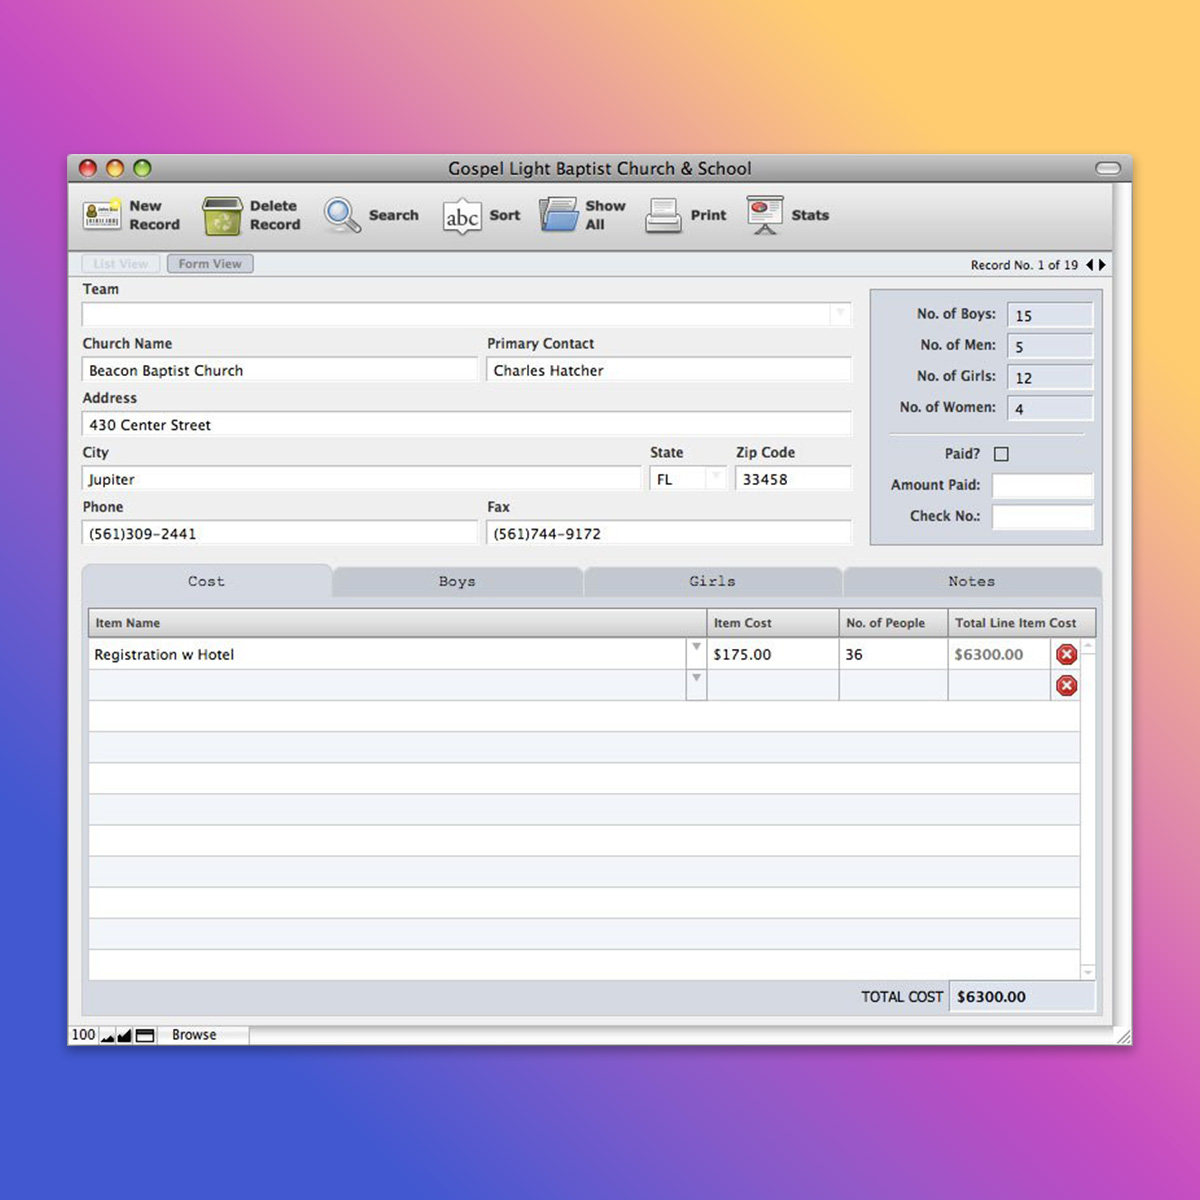 Gospel Light Baptist Church & School
New Record
Delete Record
Search
abc
Sort
Show All
Print
Stats
List View
Form View
Record No. 1 of 19
Team
Church Name
Primary Contact
Beacon Baptist Church
Charles Hatcher
Address
430 Center Street
City
State
Zip Code
Jupiter
FL
33458
Phone
Fax
(561)309-2441
(561)744-9172
No. of Boys: 15
No. of Men: 5
No. of Girls: 12
No. of Women: 4
Paid?
Amount Paid:
Check No.:
Cost
Boys
Girls
Notes
Item Name
Item Cost
No. of People
Total Line Item Cost
Registration w Hotel
$175.00
36
$6300.00
TOTAL COST
$6300.00
100
Browse